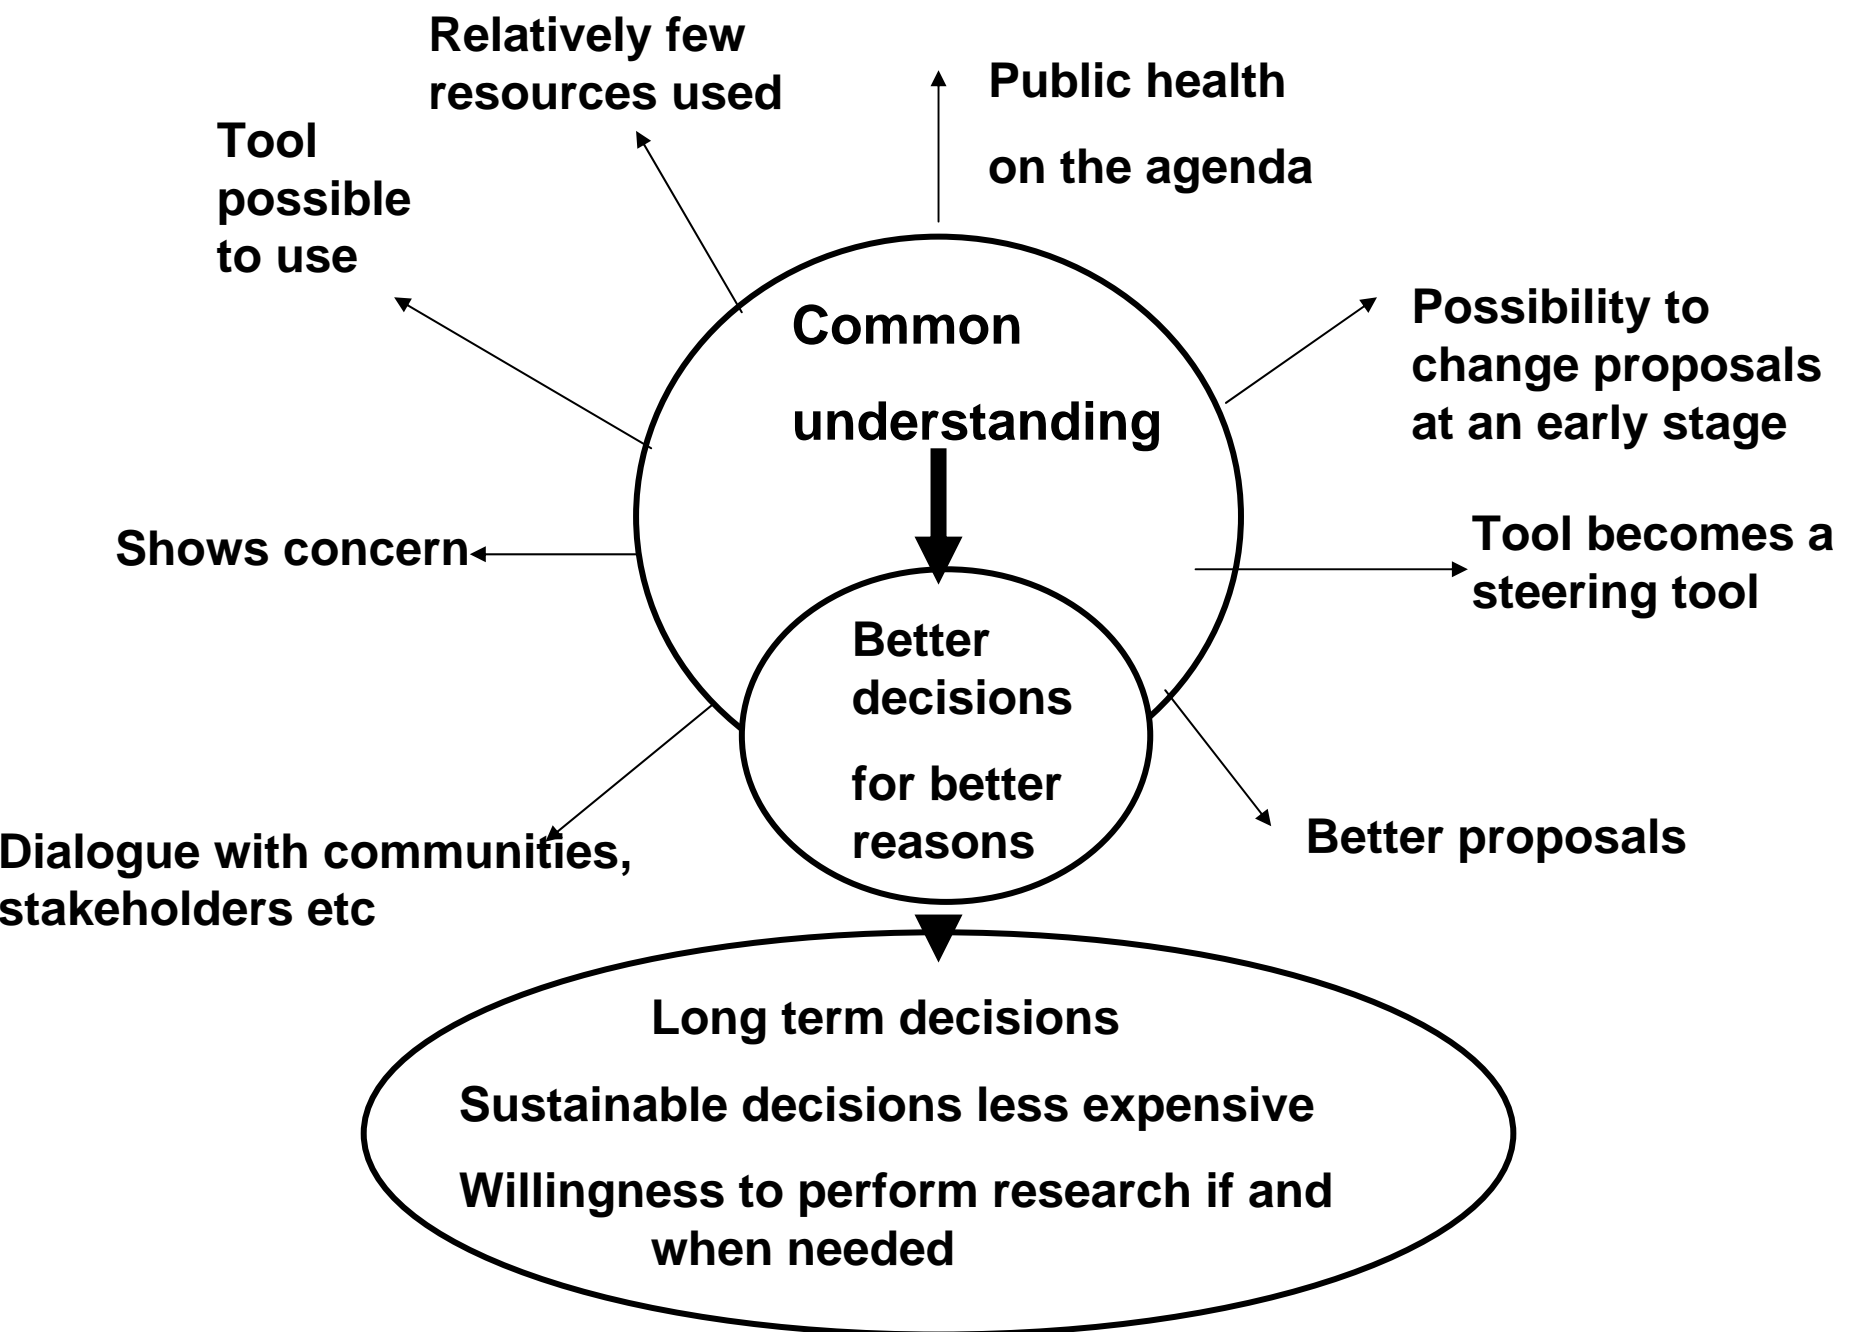 Relatively few
resources used
Public health
on the agenda
Tool
possible
to use
Common
understanding
Possibility to
change proposals
at an early stage
Shows concern
Tool becomes a
steering tool
Better
decisions
for better
reasons
Dialogue with communities,
stakeholders etc
Better proposals
Long term decisions
Sustainable decisions less expensive
Willingness to perform research if and
when needed